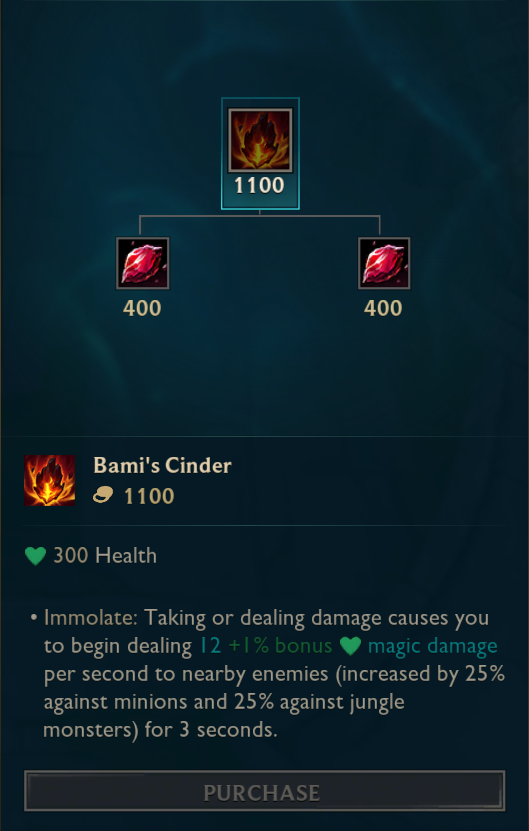 1100
400 400
Bami's Cinder
1100
300 Health
• Immolate: Taking or dealing damage causes you
to begin dealing 12 +1% bonus magic damage
per second to nearby enemies (increased by 25%
against minions and 25% against jungle
monsters) for 3 seconds.
PURCHASE